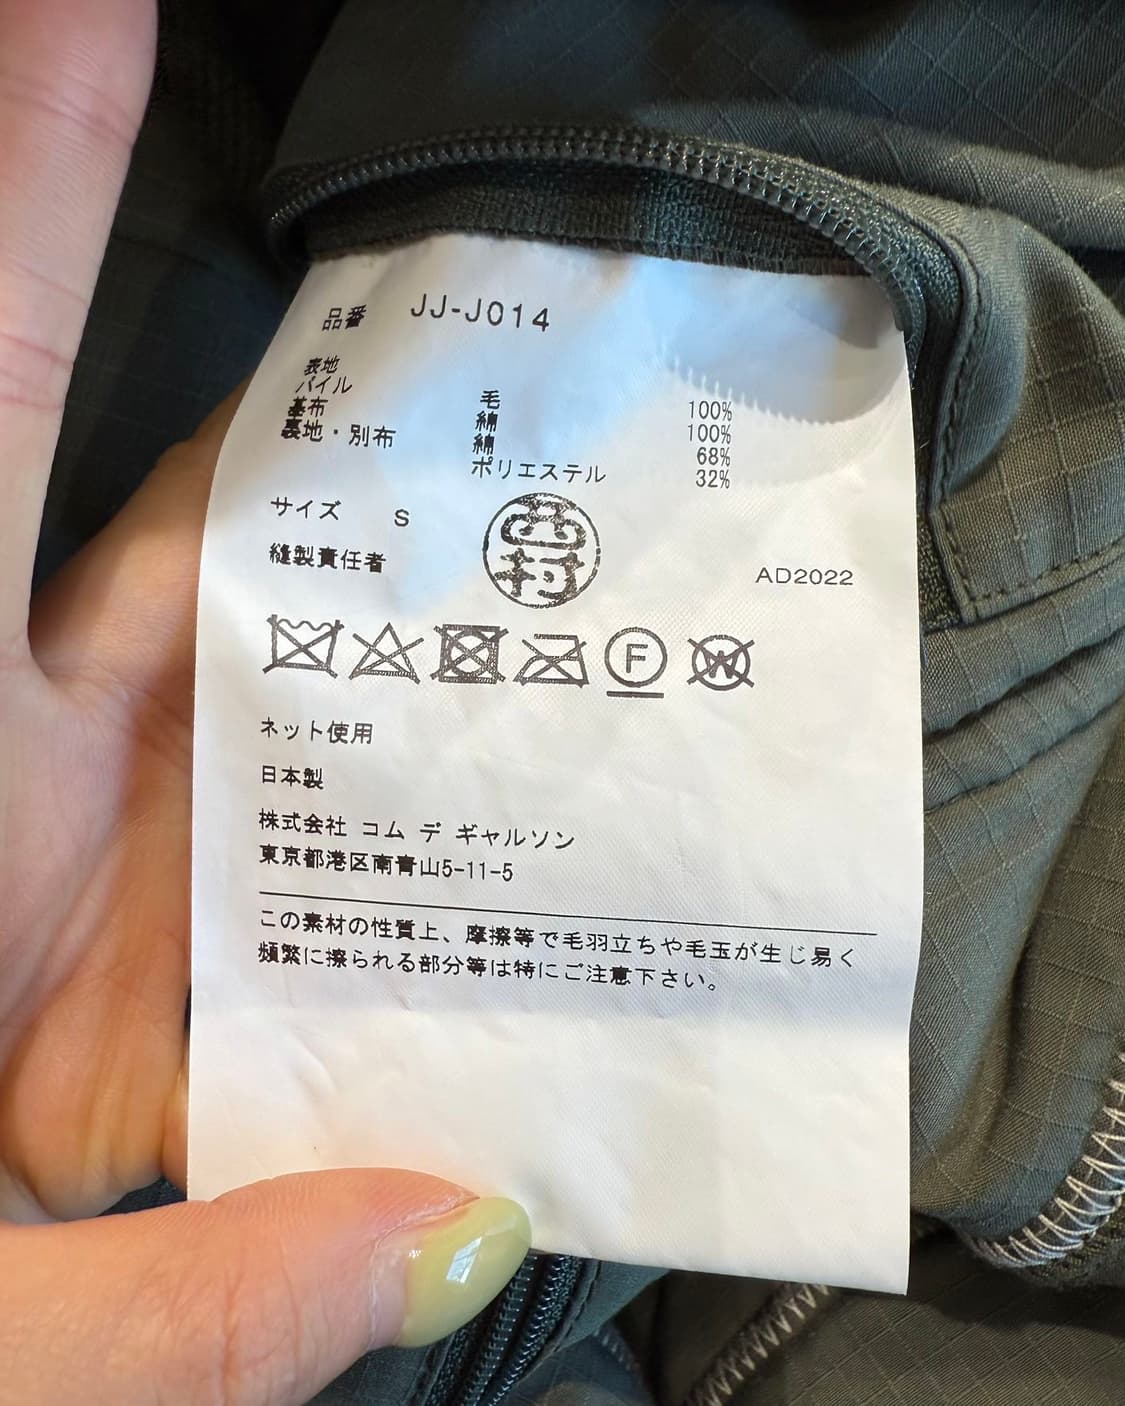 品番 JJ-J014
表地
パイル 毛 100%
基布 綿 100%
裏地・別布 綿 68%
ポリエステル 32%
サイズ S
西村
縫製責任者
AD2022
F W
ネット使用
日本製
株式会社 コム デ ギャルソン
東京都港区南青山5-11-5
この素材の性質上、摩擦等で毛羽立ちや毛玉が生じ易く
頻繁に擦られる部分等は特にご注意下さい。